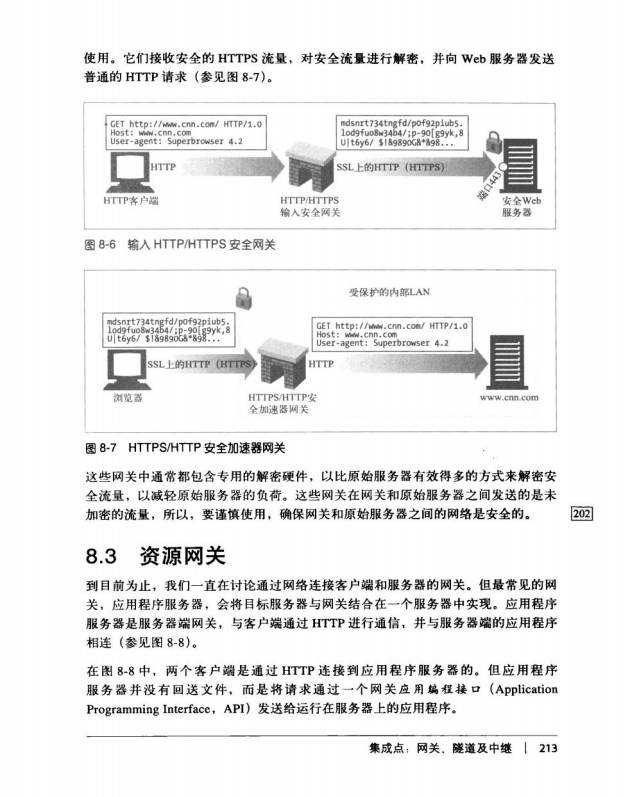 使用。它们接收安全的 HTTPS 流量，对安全流量进行解密，并向 Web 服务器发送
普通的 HTTP 请求（参见图 8-7）。
GET http://www.cnn.com/ HTTP/1.0
Host: www.cnn.com
User-agent: Superbrowser 4.2
mdsnrt734tngfd/pOf92piub5.
lod9fuo8w34b4/;p-90[g9yk,8
U|t6y6/ $!&9890G&*&98...
HTTP
SSL上的HTTP（HTTPS）
端口443
HTTP客户端
HTTP/HTTPS
输入安全网关
安全Web
服务器
图 8-6 输入 HTTP/HTTPS 安全网关
受保护的内部LAN
mdsnrt734tngfd/pOf92piub5.
lod9fuo8w34b4/;p-90[g9yk,8
U|t6y6/ $!&9890G&*&98...
GET http://www.cnn.com/ HTTP/1.0
Host: www.cnn.com
User-agent: Superbrowser 4.2
SSL上的HTTP（HTTPS）
HTTP
浏览器
HTTPS/HTTP安
全加速器网关
www.cnn.com
图 8-7 HTTPS/HTTP 安全加速器网关
这些网关中通常都包含专用的解密硬件，以比原始服务器有效得多的方式来解密安
全流量，以减轻原始服务器的负荷。这些网关在网关和原始服务器之间发送的是未
加密的流量，所以，要谨慎使用，确保网关和原始服务器之间的网络是安全的。
202
8.3 资源网关
到目前为止，我们一直在讨论通过网络连接客户端和服务器的网关。但最常见的网
关，应用程序服务器，会将目标服务器与网关结合在一个服务器中实现。应用程序
服务器是服务器端网关，与客户端通过 HTTP 进行通信，并与服务器端的应用程序
相连（参见图 8-8）。
在图 8-8 中，两个客户端是通过 HTTP 连接到应用程序服务器的。但应用程序
服务器并没有回送文件，而是将请求通过一个网关应用编程接口（Application
Programming Interface，API）发送给运行在服务器上的应用程序。
集成点：网关、隧道及中继 | 213